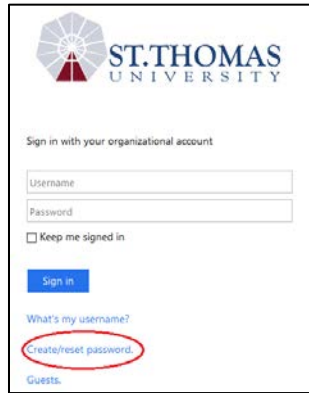 ST.THOMAS
UNIVERSITY
Sign in with your organizational account
Username
Password
Keep me signed in
Sign in
What's my username?
Create/reset password.
Guests.